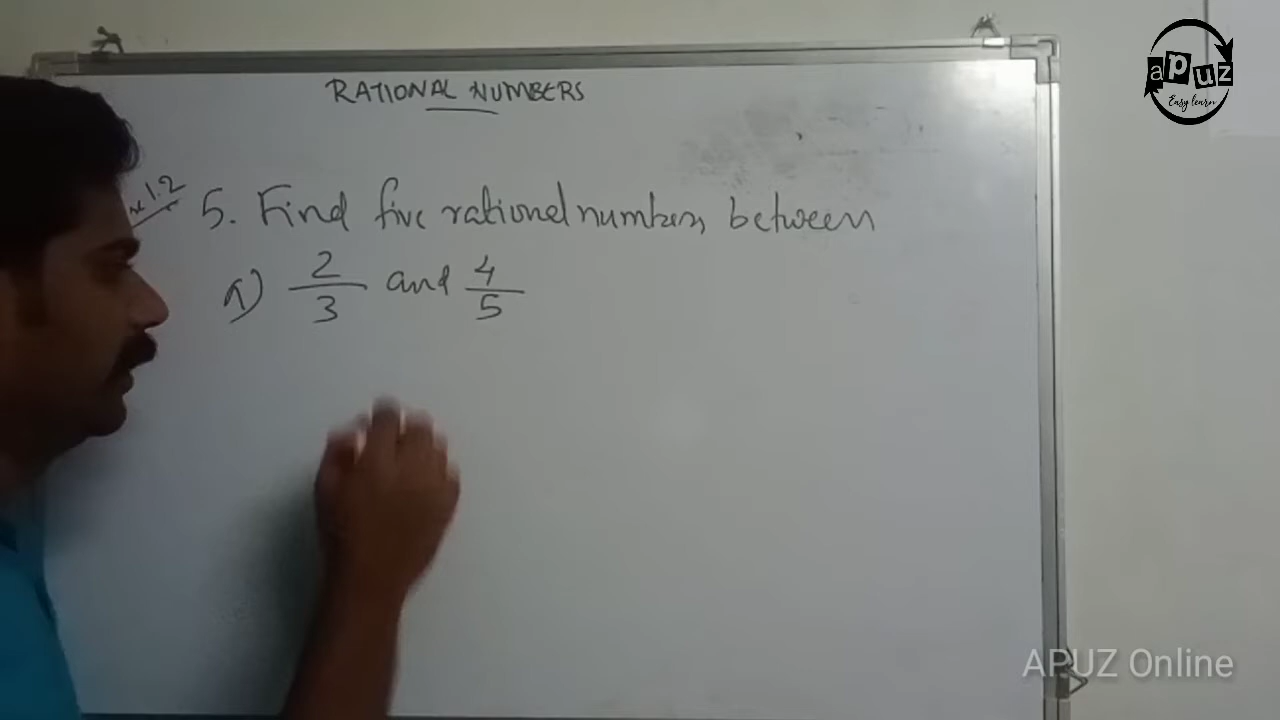 RATIONAL NUMBERS
1.2
5. Find five rational numbers between
2/3 and 4/5
apuz
Easy learn
APUZ Online